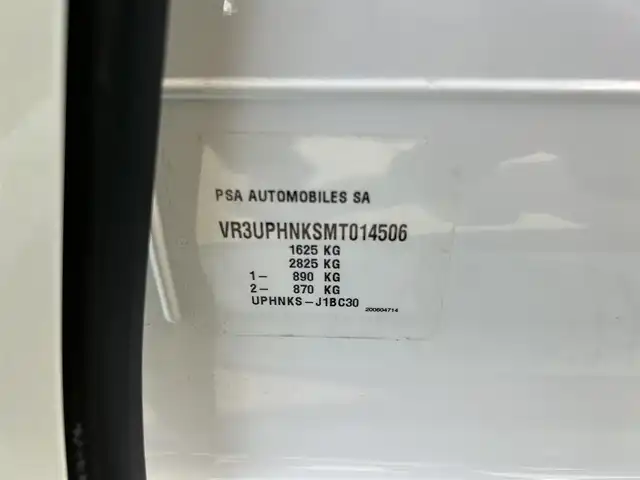 PSA AUTOMOBILES SA
VR3UPHNKSMT014506
1625 KG
2825 KG
1– 890 KG
2– 870 KG
UPHNKS–J1BC30
200604714